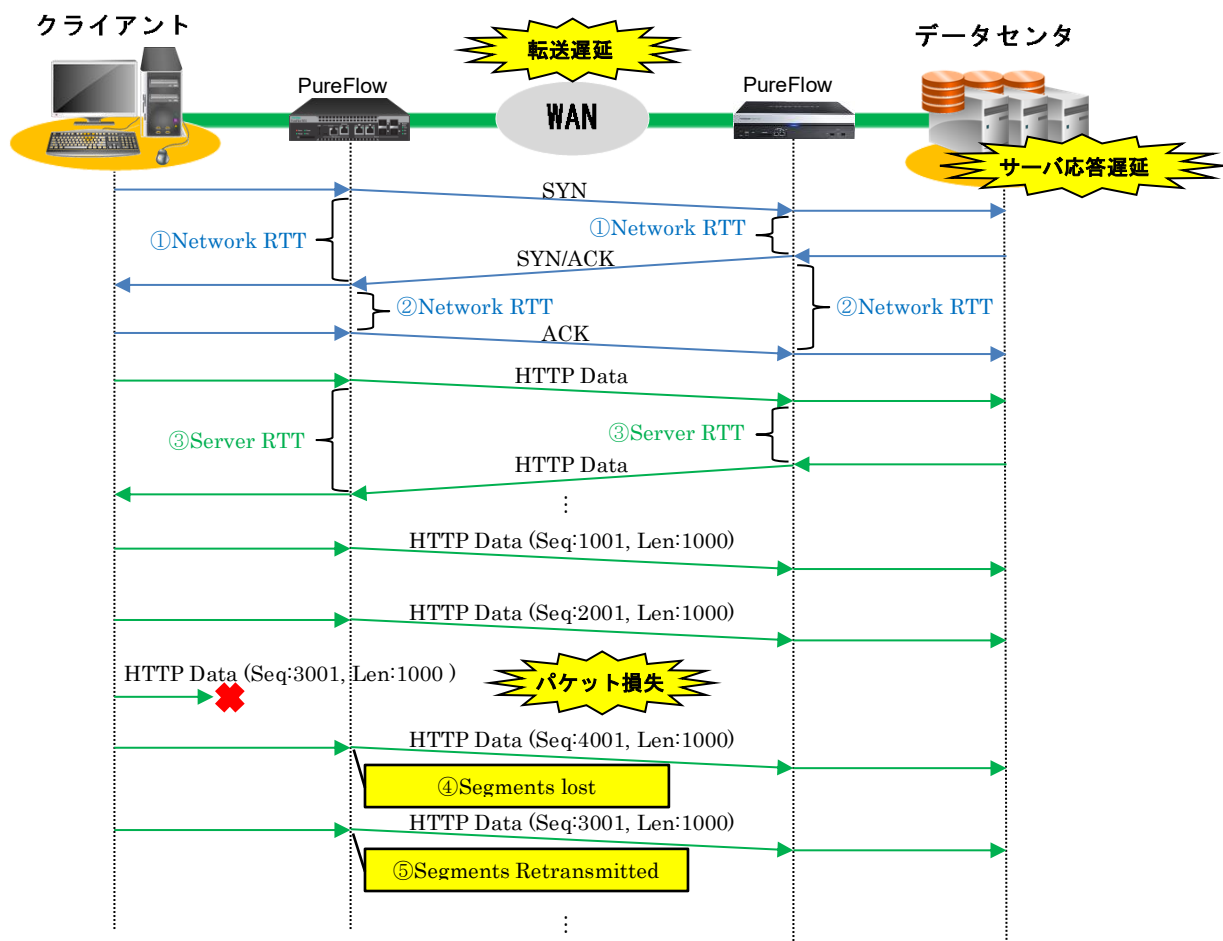 クライアント
転送遅延
データセンタ
PureFlow
WAN
PureFlow
サーバ応答遅延
SYN
①Network RTT
①Network RTT
SYN/ACK
②Network RTT
②Network RTT
ACK
HTTP Data
③Server RTT
③Server RTT
HTTP Data
⋮
HTTP Data (Seq:1001, Len:1000)
HTTP Data (Seq:2001, Len:1000)
HTTP Data (Seq:3001, Len:1000 )
パケット損失
HTTP Data (Seq:4001, Len:1000)
④Segments lost
HTTP Data (Seq:3001, Len:1000)
⑤Segments Retransmitted
⋮